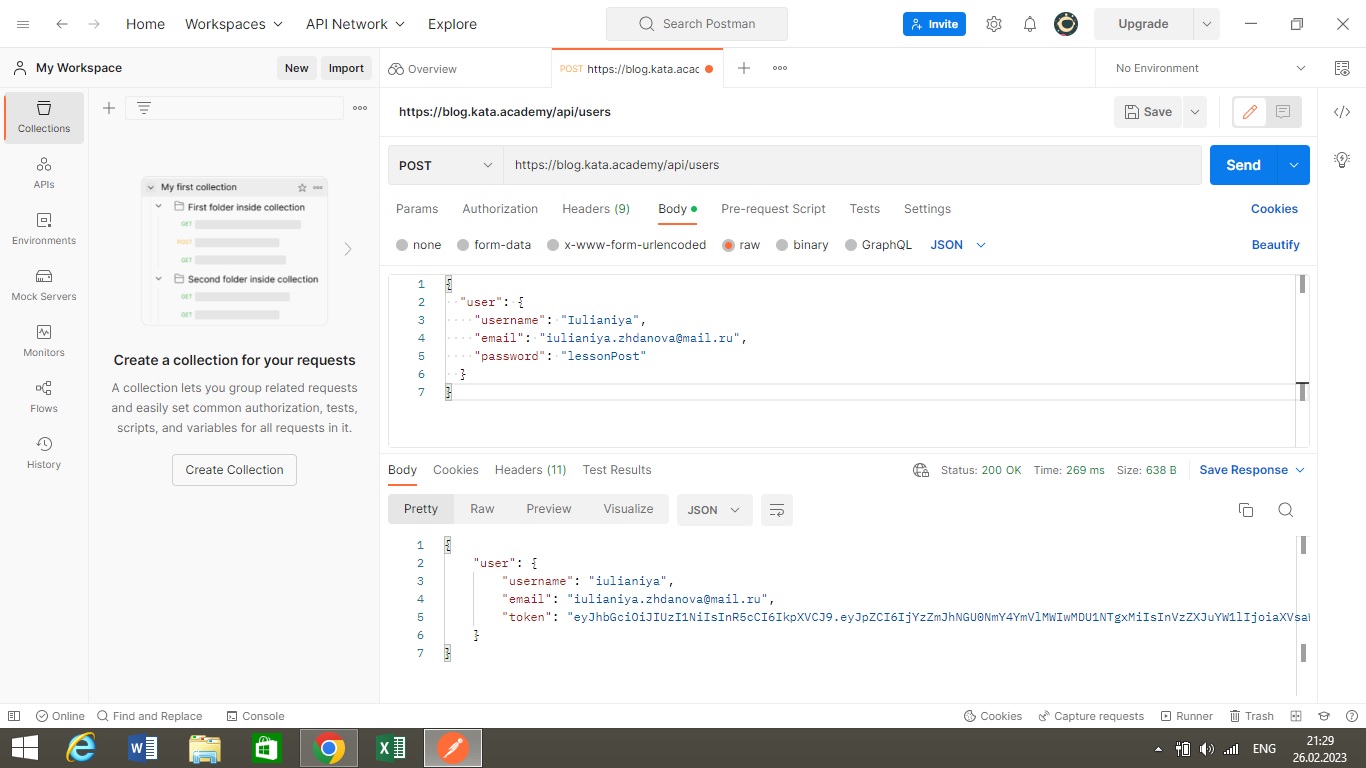 Home Workspaces API Network Explore Search Postman Invite Upgrade
My Workspace New Import Overview POST https://blog.kata.acac No Environment
Collections
APIs
Environments
Mock Servers
Monitors
Flows
History
My first collection
First folder inside collection
GET
POST
GET
Second folder inside collection
GET
GET
Create a collection for your requests
A collection lets you group related requests
and easily set common authorization, tests,
scripts, and variables for all requests in it.
Create Collection
https://blog.kata.academy/api/users Save
POST https://blog.kata.academy/api/users Send
Params Authorization Headers (9) Body Pre-request Script Tests Settings Cookies
none form-data x-www-form-urlencoded raw binary GraphQL JSON Beautify
1 {
2 "user": {
3 "username": "Iulianiya",
4 "email": "iulianiya.zhdanova@mail.ru",
5 "password": "lessonPost"
6 }
7 }
Body Cookies Headers (11) Test Results Status: 200 OK Time: 269 ms Size: 638 B Save Response
Pretty Raw Preview Visualize JSON
1 {
2 "user": {
3 "username": "iulianiya",
4 "email": "iulianiya.zhdanova@mail.ru",
5 "token": "eyJhbGciOiJIUzI1NiIsInR5cCI6IkpXVCJ9.eyJpZCI6IjYzZmJhNGU0NmY4YmVlMWIwMDU1NTgxMiIsInVzZXJuYW1lIjoiaXVsa
6 }
7 }
Online Find and Replace Console Cookies Capture requests Runner Trash
ENG 21:29
26.02.2023